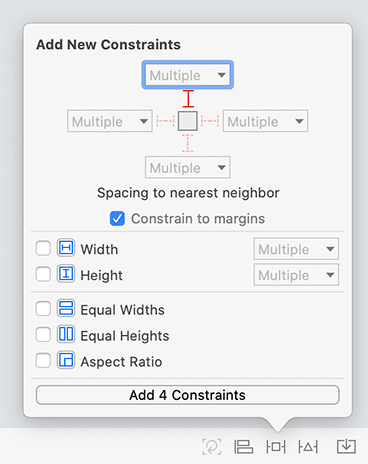 Add New Constraints
Multiple
Multiple
Multiple
Multiple
Spacing to nearest neighbor
Constrain to margins
Width Multiple
Height Multiple
Equal Widths
Equal Heights
Aspect Ratio
Add 4 Constraints